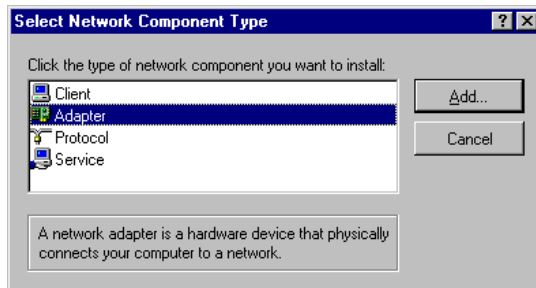 Select Network Component Type
Click the type of network component you want to install:
Client
Adapter
Protocol
Service
Add...
Cancel
A network adapter is a hardware device that physically
connects your computer to a network.